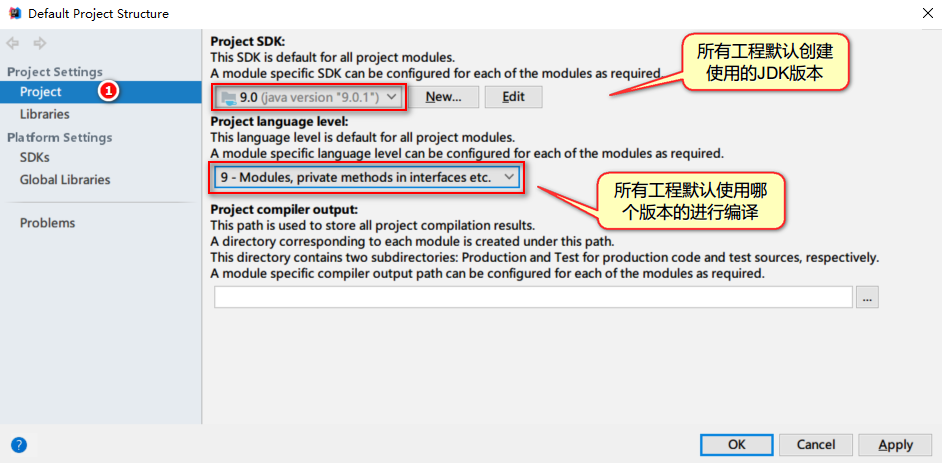 Default Project Structure
Project Settings
Project
1
Libraries
Platform Settings
SDKs
Global Libraries
Problems
Project SDK:
This SDK is default for all project modules.
A module specific SDK can be configured for each of the modules as required.
9.0 (java version "9.0.1")
New...
Edit
所有工程默认创建
使用的JDK版本
Project language level:
This language level is default for all project modules.
A module specific language level can be configured for each of the modules as required.
9 - Modules, private methods in interfaces etc.
所有工程默认使用哪
个版本的进行编译
Project compiler output:
This path is used to store all project compilation results.
A directory corresponding to each module is created under this path.
This directory contains two subdirectories: Production and Test for production code and test sources, respectively.
A module specific compiler output path can be configured for each of the modules as required.
...
?
OK
Cancel
Apply